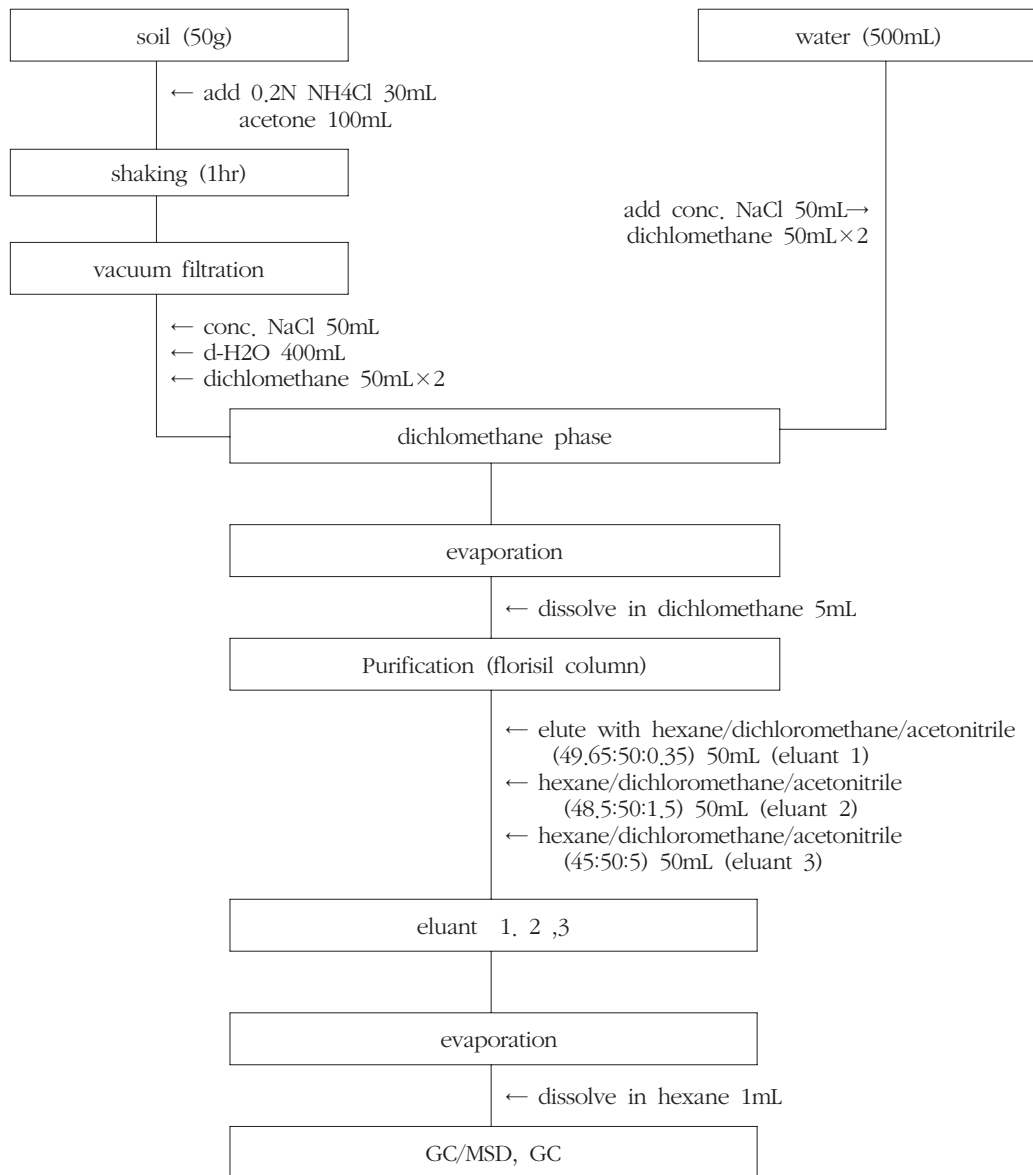 soil (50g)
water (500mL)
← add 0.2N NH4Cl 30mL
acetone 100mL
shaking (1hr)
add conc. NaCl 50mL→
dichlomethane 50mL×2
vacuum filtration
← conc. NaCl 50mL
← d-H2O 400mL
← dichlomethane 50mL×2
dichlomethane phase
evaporation
← dissolve in dichlomethane 5mL
Purification (florisil column)
← elute with hexane/dichloromethane/acetonitrile
(49.65:50:0.35) 50mL (eluant 1)
← hexane/dichloromethane/acetonitrile
(48.5:50:1.5) 50mL (eluant 2)
← hexane/dichloromethane/acetonitrile
(45:50:5) 50mL (eluant 3)
eluant 1. 2 ,3
evaporation
← dissolve in hexane 1mL
GC/MSD, GC